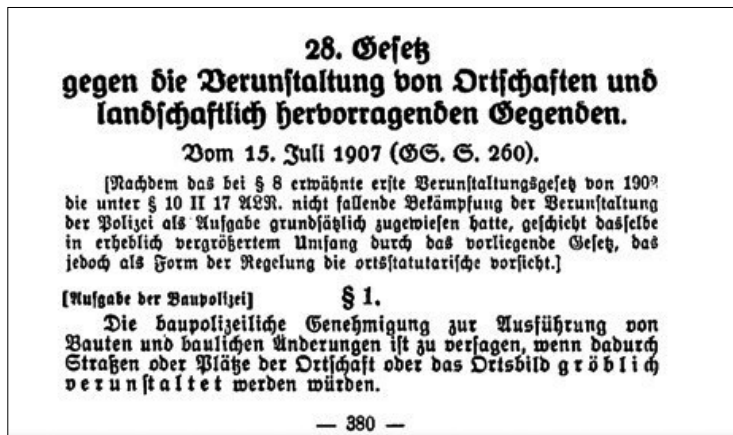 28. Gesetz
gegen die Verunstaltung von Ortschaften und
landschaftlich hervorragenden Gegenden.
Vom 15. Juli 1907 (GS. S. 260).
[Nachdem das bei § 8 erwähnte erste Verunstaltungsgesetz von 1902
die unter § 10 II 17 ALR. nicht fallende Bekämpfung der Verunstaltung
der Polizei als Aufgabe grundsätzlich zugewiesen hatte, geschieht dasselbe
in erheblich vergrößertem Umfang durch das vorliegende Gesetz, das
jedoch als Form der Regelung die ortsstatutarische vorsieht.]
[Aufgabe der Baupolizei] § 1.
Die baupolizeiliche Genehmigung zur Ausführung von
Bauten und baulichen Änderungen ist zu versagen, wenn dadurch
Straßen oder Plätze der Ortschaft oder das Ortsbild gröblich
verunstaltet werden würden.
— 380 —